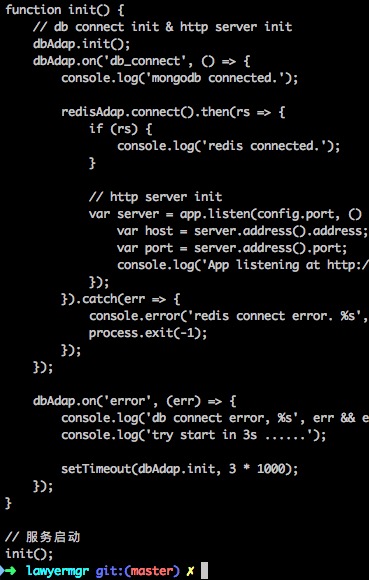 function init() {
    // db connect init & http server init
    dbAdap.init();
    dbAdap.on('db_connect', () => {
        console.log('mongodb connected.');

        redisAdap.connect().then(rs => {
            if (rs) {
                console.log('redis connected.');
            }

            // http server init
            var server = app.listen(config.port, ()
                var host = server.address().address;
                var port = server.address().port;
                console.log('App listening at http:/
            });
        }).catch(err => {
            console.error('redis connect error. %s',
            process.exit(-1);
        });
    });

    dbAdap.on('error', (err) => {
        console.log('db connect error, %s', err && e
        console.log('try start in 3s ......');

        setTimeout(dbAdap.init, 3 * 1000);
    });
}

// 服务启动
init();
➜ lawyermgr git:(master) ✗